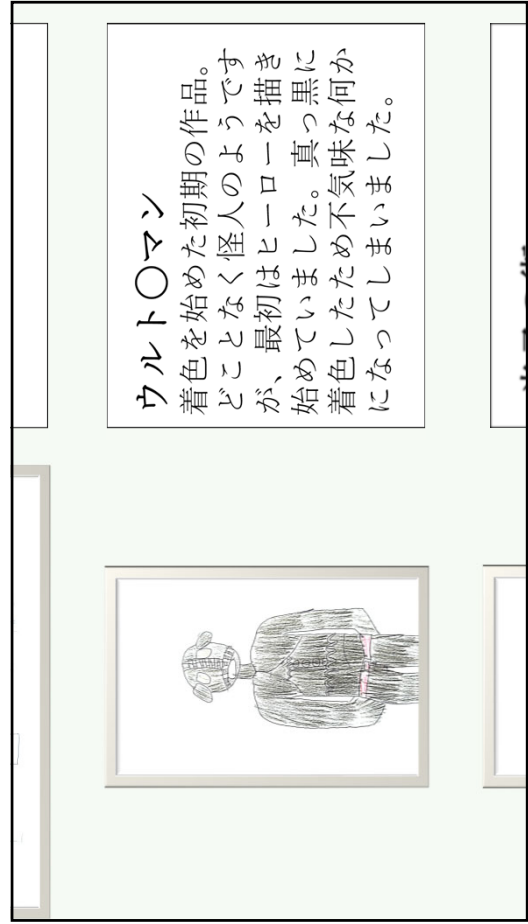 ウルト〇マン
着色を始めた初期の作品。
どことなく怪人のようです
が、最初はヒーローを描き
始めていました。真っ黒に
着色したため不気味な何か
になってしまいました。